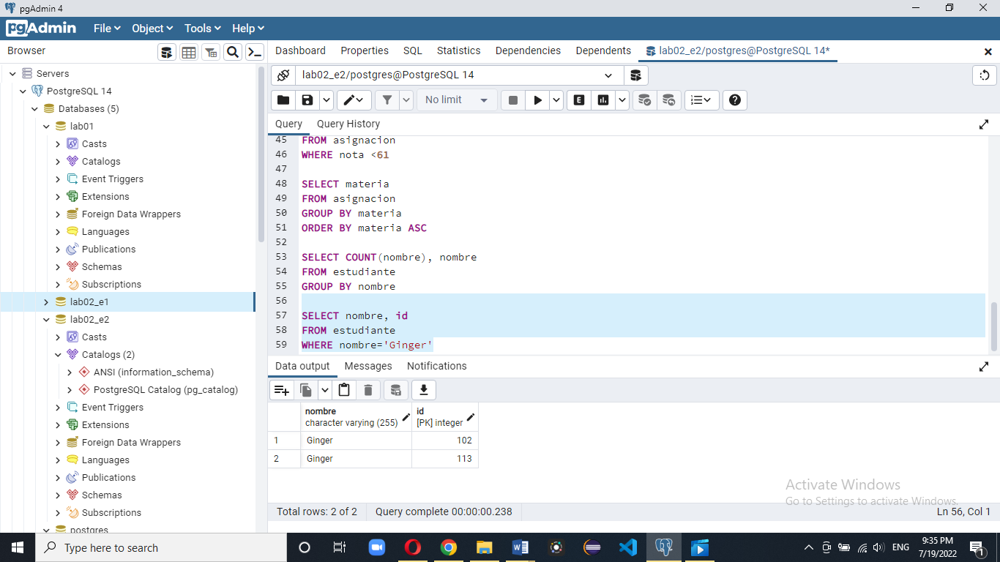 pgAdmin 4
pgAdmin File Object Tools Help
Browser
Dashboard Properties SQL Statistics Dependencies Dependents lab02_e2/postgres@PostgreSQL 14*
Servers
PostgreSQL 14
Databases (5)
lab01
Casts
Catalogs
Event Triggers
Extensions
Foreign Data Wrappers
Languages
Publications
Schemas
Subscriptions
lab02_e1
lab02_e2
Casts
Catalogs (2)
ANSI (information_schema)
PostgreSQL Catalog (pg_catalog)
Event Triggers
Extensions
Foreign Data Wrappers
Languages
Publications
Schemas
Subscriptions
postgres
lab02_e2/postgres@PostgreSQL 14
No limit E
Query Query History
45 FROM asignacion
46 WHERE nota <61
47
48 SELECT materia
49 FROM asignacion
50 GROUP BY materia
51 ORDER BY materia ASC
52
53 SELECT COUNT(nombre), nombre
54 FROM estudiante
55 GROUP BY nombre
56
57 SELECT nombre, id
58 FROM estudiante
59 WHERE nombre='Ginger'
Data output Messages Notifications
nombre id
character varying (255) [PK] integer
1 Ginger 102
2 Ginger 113
Activate Windows
Go to Settings to activate Windows.
Total rows: 2 of 2 Query complete 00:00:00.238 Ln 56, Col 1
Type here to search
ENG
9:35 PM
7/19/2022
1